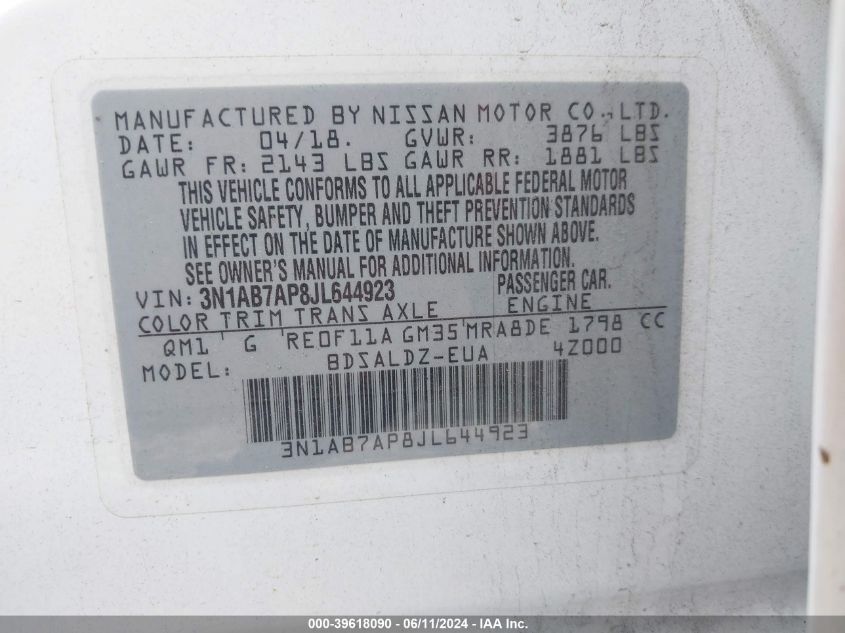 MANUFACTURED BY NISSAN MOTOR CO., LTD.
DATE: 04/18. GVWR: 3876 LBS
GAWR FR: 2143 LBS GAWR RR: 1881 LBS
THIS VEHICLE CONFORMS TO ALL APPLICABLE FEDERAL MOTOR
VEHICLE SAFETY, BUMPER AND THEFT PREVENTION STANDARDS
IN EFFECT ON THE DATE OF MANUFACTURE SHOWN ABOVE.
SEE OWNER'S MANUAL FOR ADDITIONAL INFORMATION.
VIN: 3N1AB7AP8JL644923 PASSENGER CAR.
COLOR TRIM TRANS AXLE ENGINE
QM1 G RE0F11A GM35 MRA8DE 1798 CC
MODEL: BDSALDZ-EUA 4Z000
3N1AB7AP8JL644923
000-39618090 - 06/11/2024 - IAA Inc.